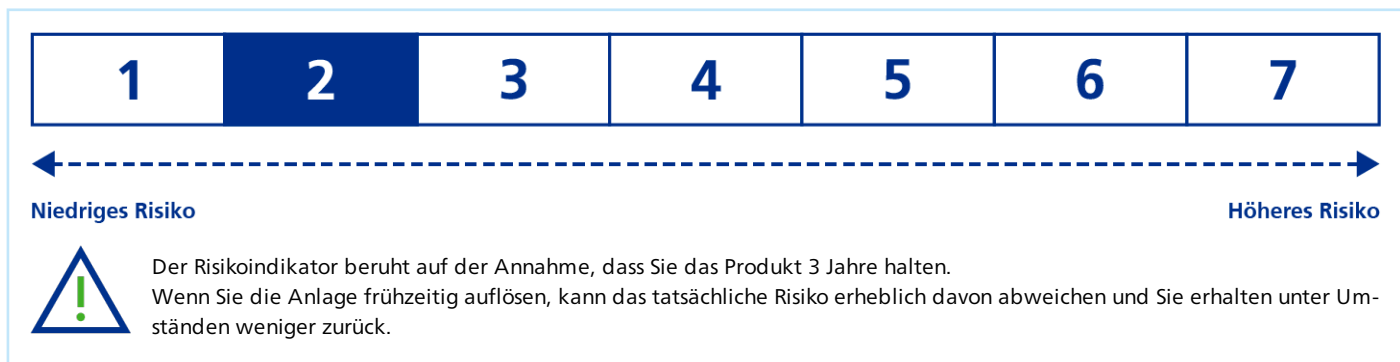 1 2 3 4 5 6 7
Niedriges Risiko Höheres Risiko
Der Risikoindikator beruht auf der Annahme, dass Sie das Produkt 3 Jahre halten.
Wenn Sie die Anlage frühzeitig auflösen, kann das tatsächliche Risiko erheblich davon abweichen und Sie erhalten unter Um-
ständen weniger zurück.